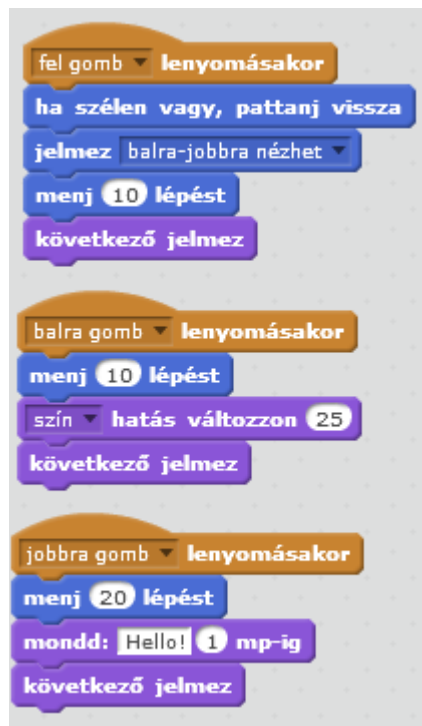 fel gomb lenyomásakor
ha szélen vagy, pattanj vissza
jelmez balra-jobbra nézhet
menj 10 lépést
következő jelmez
balra gomb lenyomásakor
menj 10 lépést
szín hatás változzon 25
következő jelmez
jobbra gomb lenyomásakor
menj 20 lépést
mondd: Hello! 1 mp-ig
következő jelmez